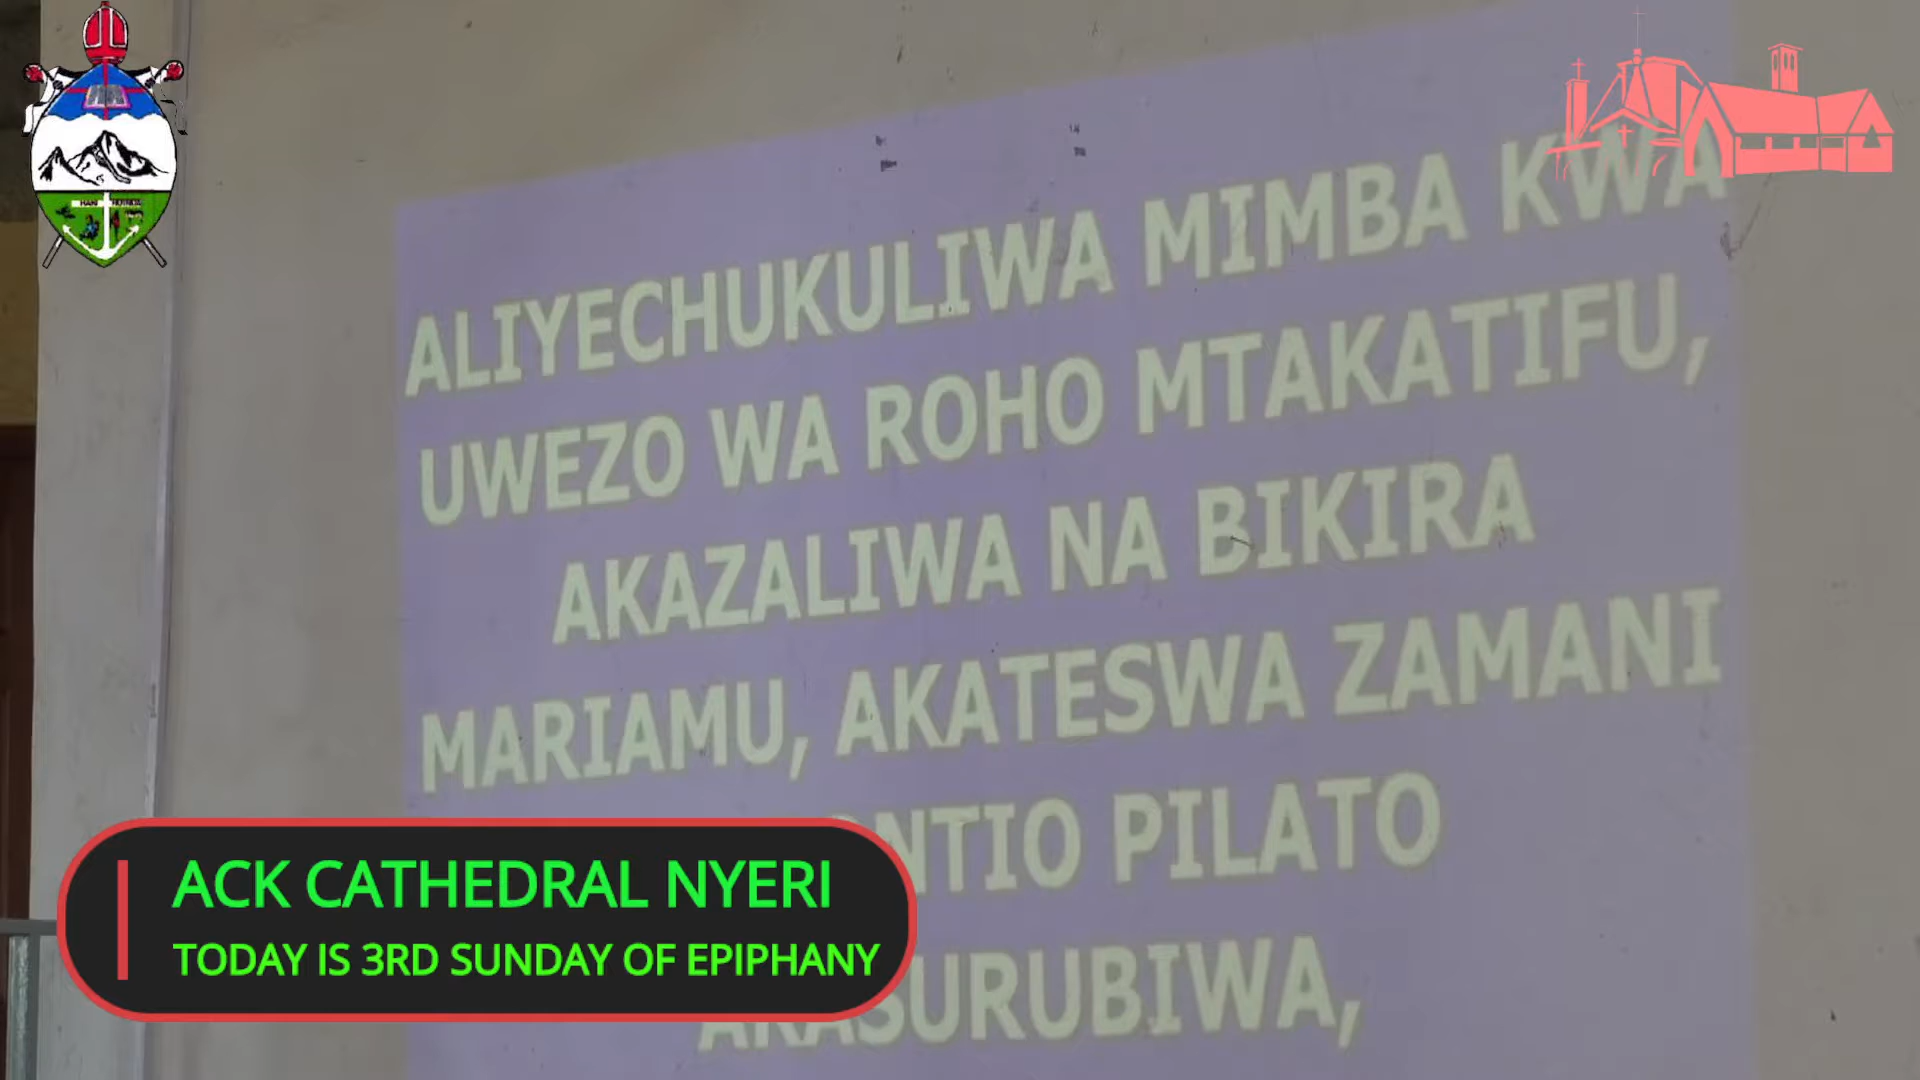 ALIYECHUKULIWA MIMBA KWA
UWEZO WA ROHO MTAKATIFU,
AKAZALIWA NA BIKIRA
MARIAMU, AKATESWA ZAMANI
PILATO
AKASURUBIWA,
ACK CATHEDRAL NYERI
TODAY IS 3RD SUNDAY OF EPIPHANY